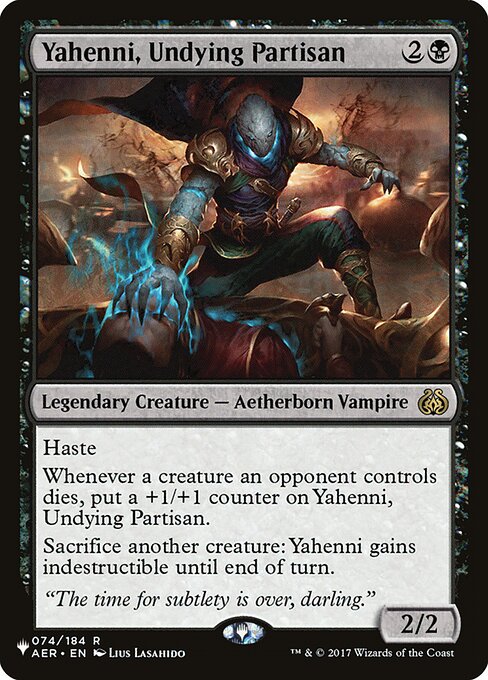 Yahenni, Undying Partisan 2
Legendary Creature — Aetherborn Vampire
Haste
Whenever a creature an opponent controls
dies, put a +1/+1 counter on Yahenni,
Undying Partisan.
Sacrifice another creature: Yahenni gains
indestructible until end of turn.
“The time for subtlety is over, darling.”
2/2
074/184 R
AER • EN Lius Lasahido
™ & © 2017 Wizards of the Coast